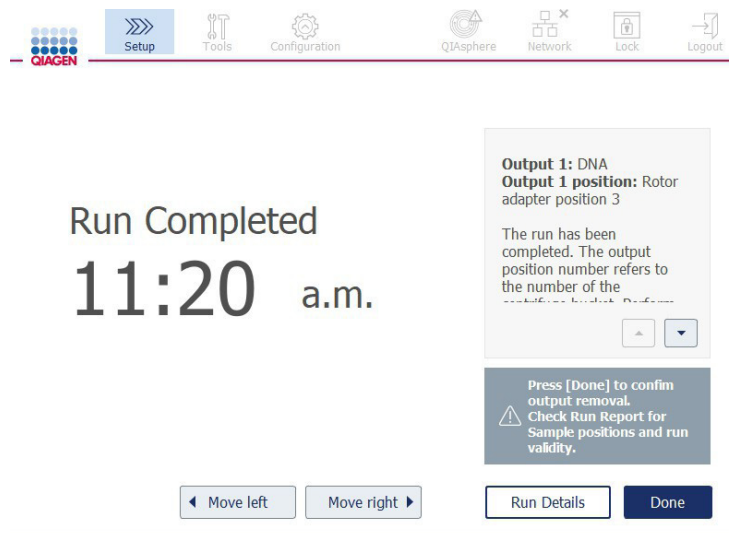 QIAGEN
Setup
Tools
Configuration
QIAsphere
Network
Lock
Logout
Run Completed
11:20 a.m.
Output 1: DNA
Output 1 position: Rotor
adapter position 3
The run has been
completed. The output
position number refers to
the number of the
Press [Done] to confim
output removal.
Check Run Report for
Sample positions and run
validity.
Move left
Move right
Run Details
Done